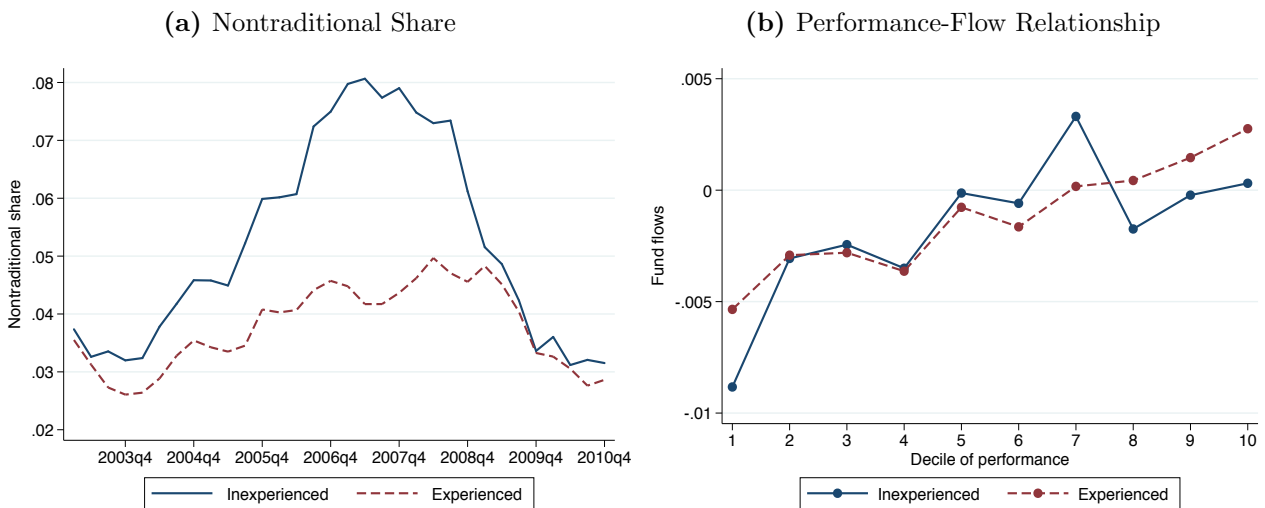 (a) Nontraditional Share
Nontraditional share
.08
.07
.06
.05
.04
.03
.02
2003q4 2004q4 2005q4 2006q4 2007q4 2008q4 2009q4 2010q4
Inexperienced Experienced
(b) Performance-Flow Relationship
Fund flows
.005
0
-.005
-.01
1 2 3 4 5 6 7 8 9 10
Decile of performance
Inexperienced Experienced